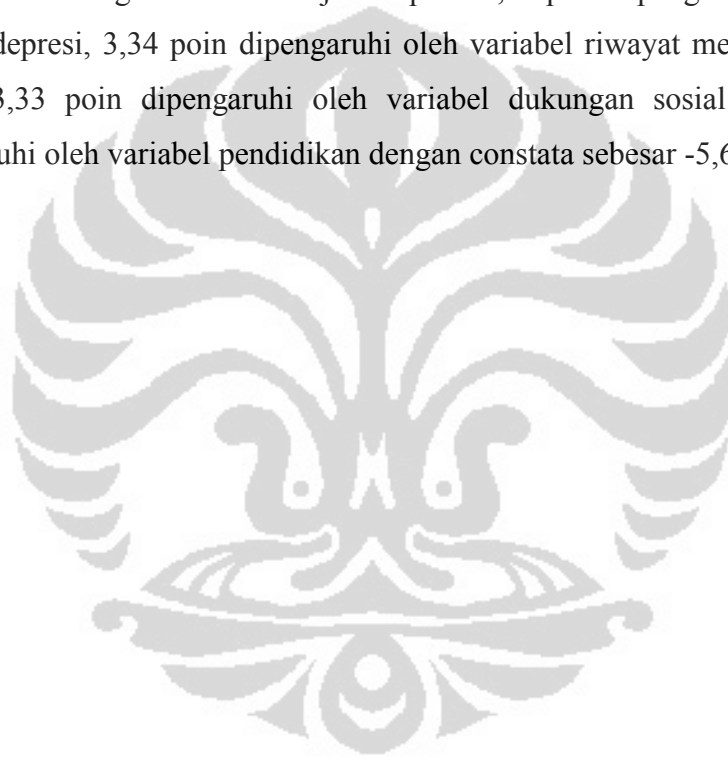 depresi, 3,34 poin dipengaruhi oleh variabel riwayat me
3,33 poin dipengaruhi oleh variabel dukungan sosial
uhi oleh variabel pendidikan dengan constata sebesar -5,6